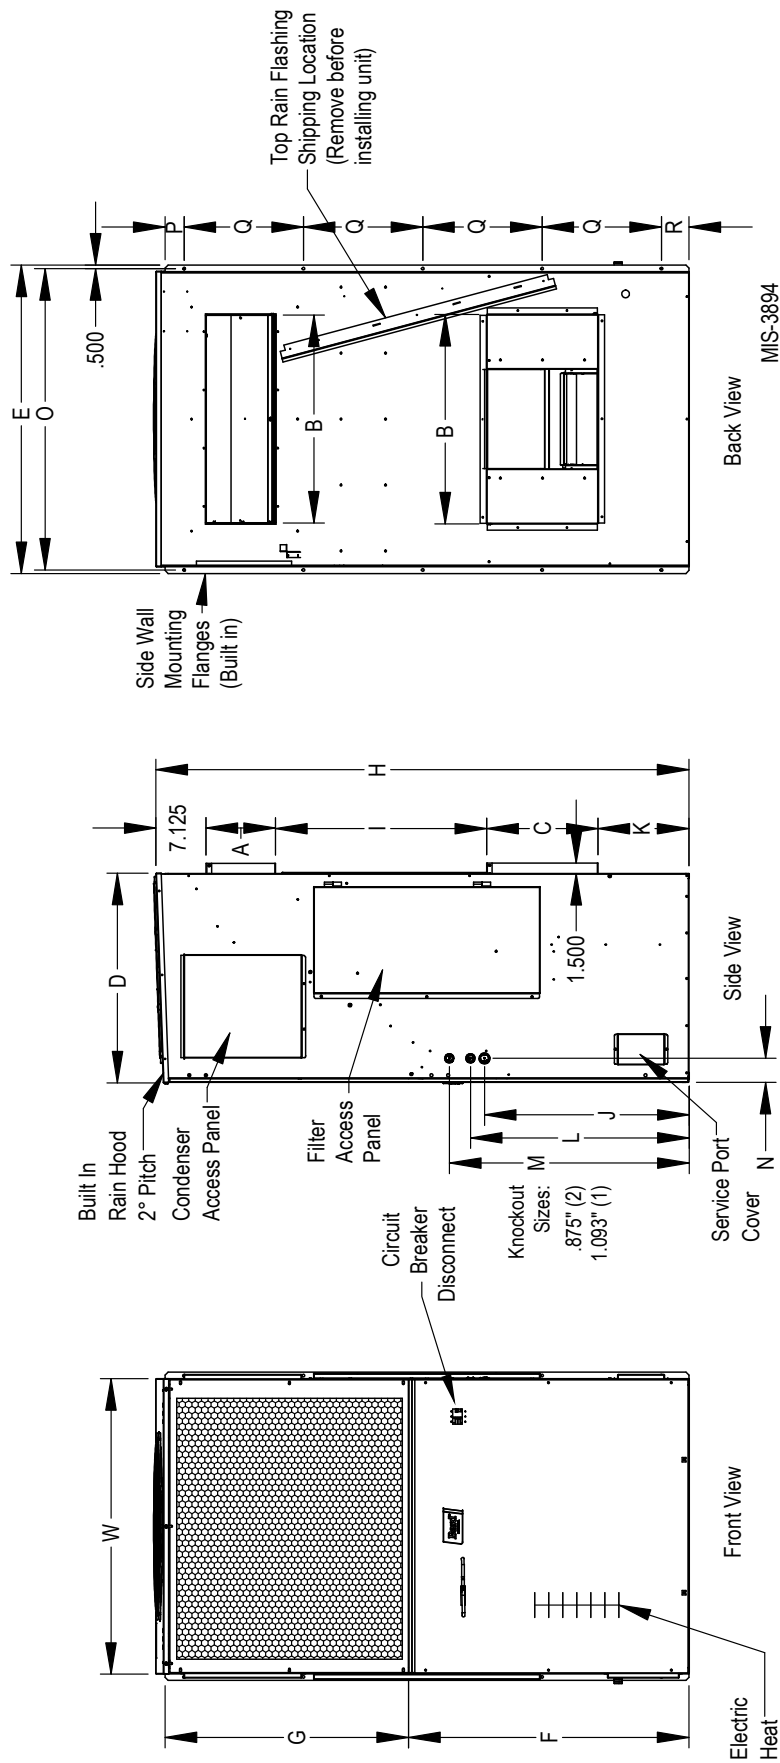 W
G
F
Electric
Heat
Circuit
Breaker
Disconnect
Front View
Built In
Rain Hood
2° Pitch
Condenser
Access Panel
Filter
Access
Panel
Knockout
Sizes:
.875" (2)
1.093" (1)
Service Port
Cover
D
7.125
A
I
C
K
H
1.500
M
L
J
N
Side View
Side Wall
Mounting
Flanges
(Built in)
E
O
.500
P
Q
Q
Q
Q
R
B
B
Top Rain Flashing
Shipping Location
(Remove before
installing unit)
Back View
MIS-3894